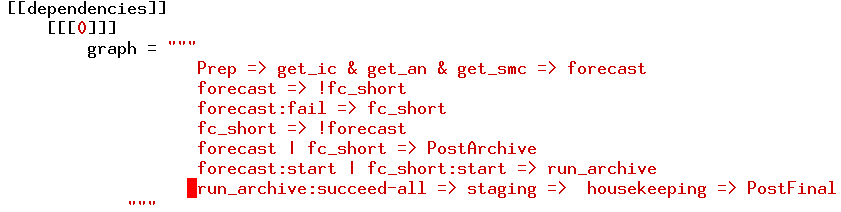 [[dependencies]]
[[[0]]]
graph = """
Prep => get_ic & get_an & get_smc => forecast
forecast => !fc_short
forecast:fail => fc_short
fc_short => !forecast
forecast | fc_short => PostArchive
forecast:start | fc_short:start => run_archive
run_archive:succeed-all => staging =>  housekeeping => PostFinal
"""